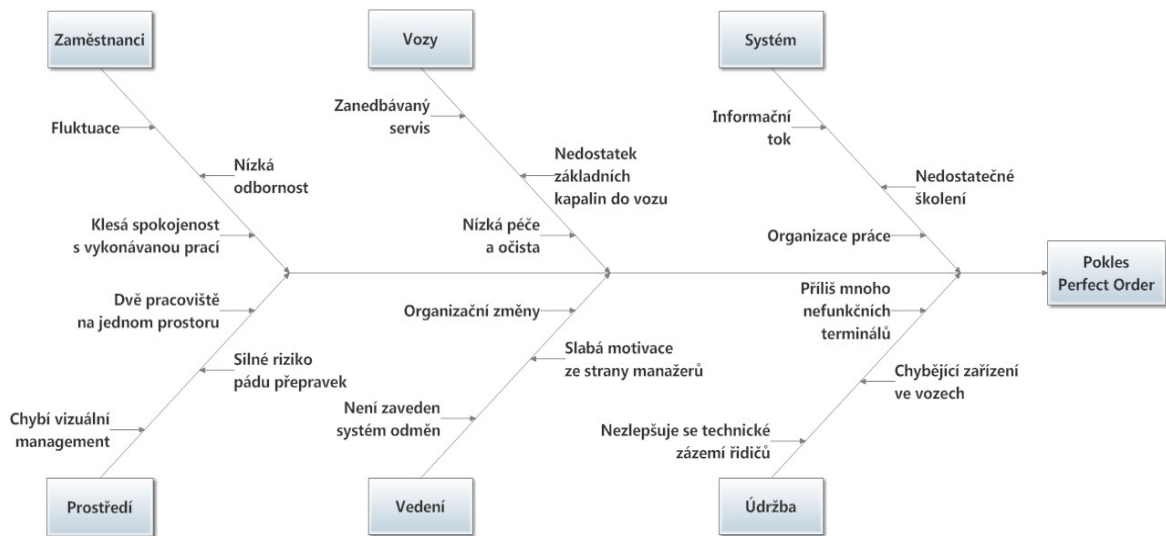 Zaměstnanci
Vozy
Systém
Fluktuace
Nízká
odbornost
Klesá spokojenost
s vykonávanou prací
Zanedbávaný
servis
Nedostatek
základních
kapalin do vozu
Nízká péče
a očista
Informační
tok
Nedostatečné
školení
Organizace práce
Pokles
Perfect Order
Dvě pracoviště
na jednom prostoru
Silné riziko
pádu přepravek
Chybí vizuální
management
Organizační změny
Slabá motivace
ze strany manažerů
Není zaveden
systém odměn
Příliš mnoho
nefunkčních
terminálů
Chybějící zařízení
ve vozech
Nezlepšuje se technické
zázemí řidičů
Prostředí
Vedení
Údržba